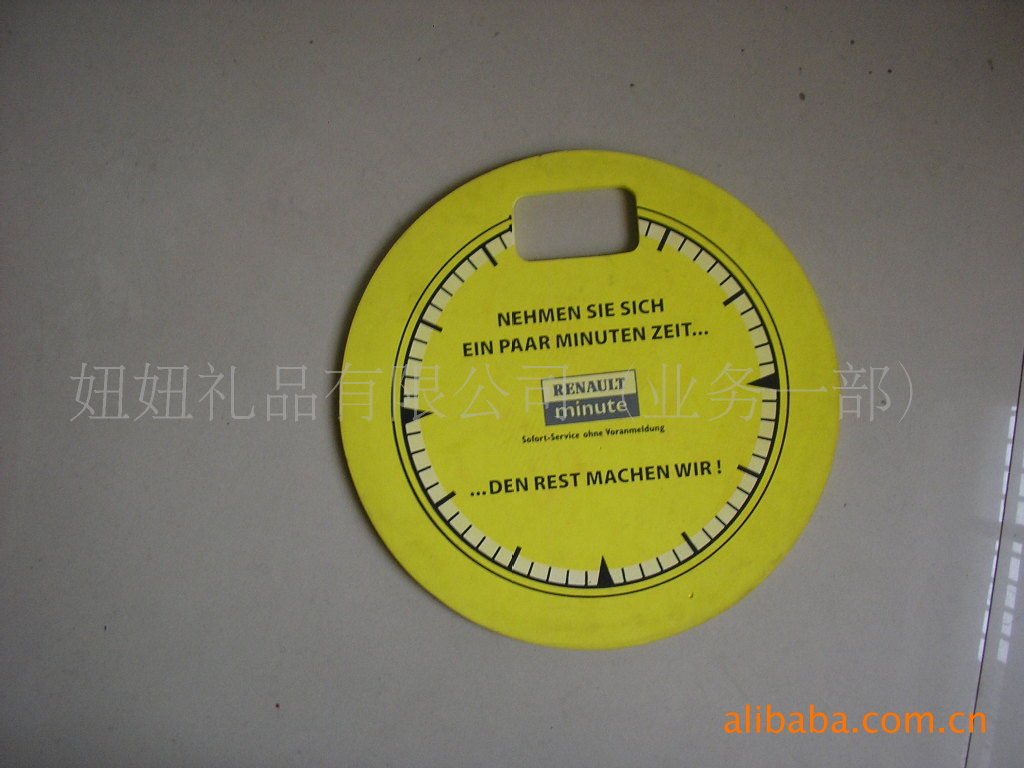 NEHMEN SIE SICH
EIN PAAR MINUTEN ZEIT...
妞妞礼品有限公司（业务一部）
RENAULT
minute
Sofort-Service ohne Voranmeldung
...DEN REST MACHEN WIR !
alibaba.com.cn